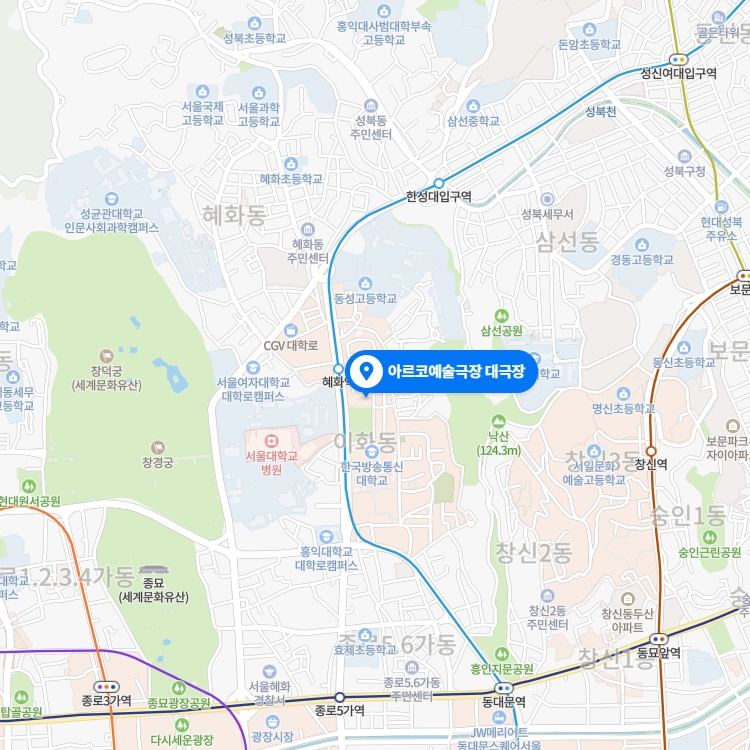 성북초등학교
홍익대사범대학부속
고등학교
돈암초등학교
골든타워
성신여대입구역
서울국제
고등학교
서울과학
고등학교
성북동
주민센터
삼선중학교
성북천
혜화초등학교
성북구청
한성대입구역
성균관대학교
인문사회과학캠퍼스
혜화동
성북세무서
현대성북
주유소
혜화동
주민센터
삼선동
경동고등학교
동성고등학교
보문
삼선공원
CGV 대학로
창덕궁
(세계문화유산)
서울여자대학교
대학로캠퍼스
혜화
아르코예술극장 대극장
동신초등학교
보문
명신초등학교
낙산
(124.3m)
이화동
서울대학교
병원
한국방송통신
대학교
창경궁
서일문화
예술고등학교
창신역
보문파크
자이아파
현대원서공원
숭인1동
숭인근린공원
홍익대학교
대학로캠퍼스
창신2동
1.2.3.4가동
종묘
(세계문화유산)
창신2동
주민센터
창신동두산
아파트
효제초등학교
5.6가동
동묘앞역
창신1동
흥인지문공원
서울혜화
경찰서
종로5.6가동
주민센터
종로3가역
종묘광장공원
종로5가역
동대문역
탑골공원
다시세운광장
광장시장
JW메리어트
동대문스퀘어서울